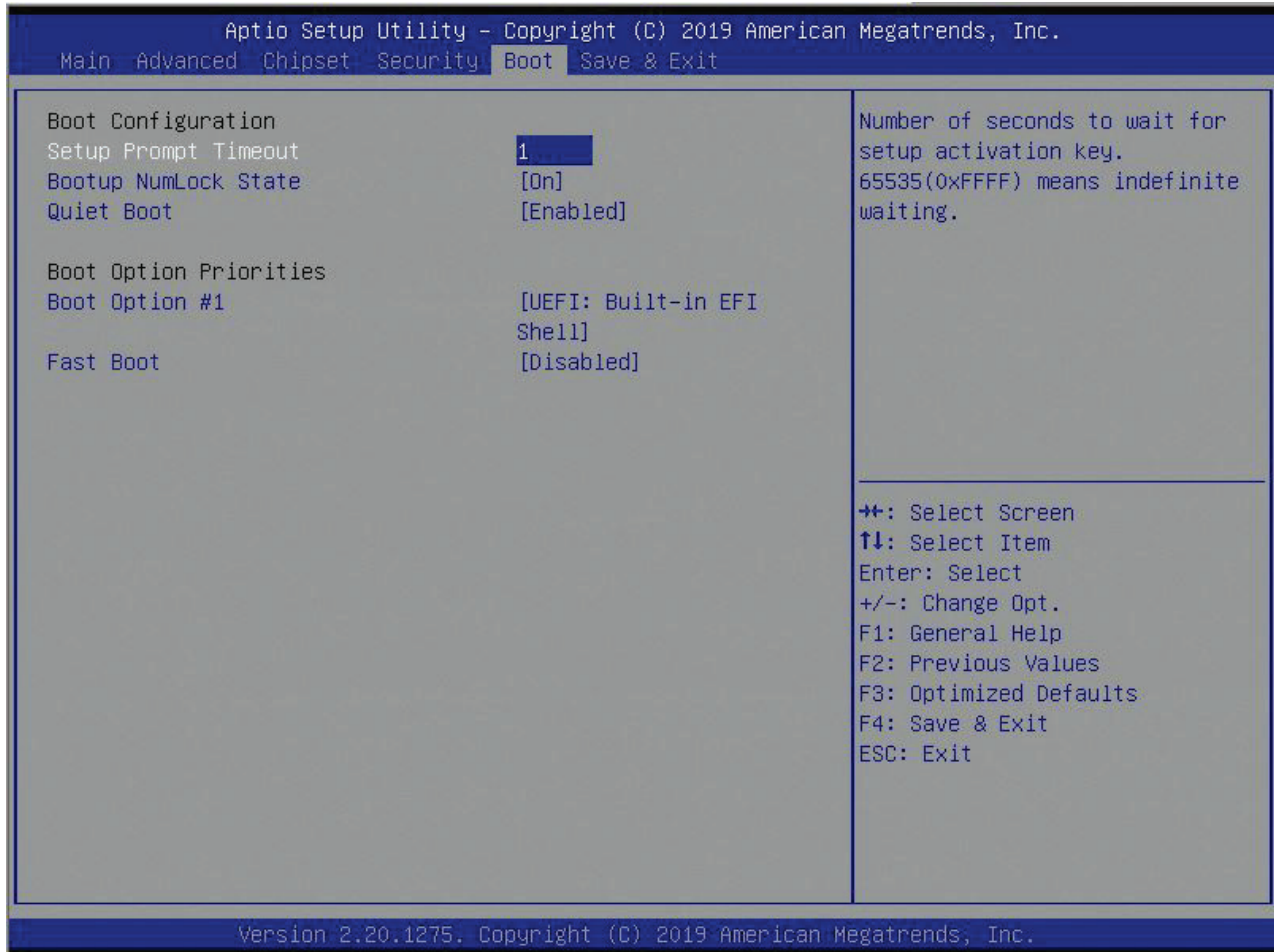 Aptio Setup Utility – Copyright (C) 2019 American Megatrends, Inc.
Main Advanced Chipset Security Boot Save & Exit
Boot Configuration
Setup Prompt Timeout 1
Bootup NumLock State [On]
Quiet Boot [Enabled]
Boot Option Priorities
Boot Option #1 [UEFI: Built-in EFI
Shell]
Fast Boot [Disabled]
Number of seconds to wait for
setup activation key.
65535(0xFFFF) means indefinite
waiting.
→←: Select Screen
↑↓: Select Item
Enter: Select
+/-: Change Opt.
F1: General Help
F2: Previous Values
F3: Optimized Defaults
F4: Save & Exit
ESC: Exit
Version 2.20.1275. Copyright (C) 2019 American Megatrends, Inc.